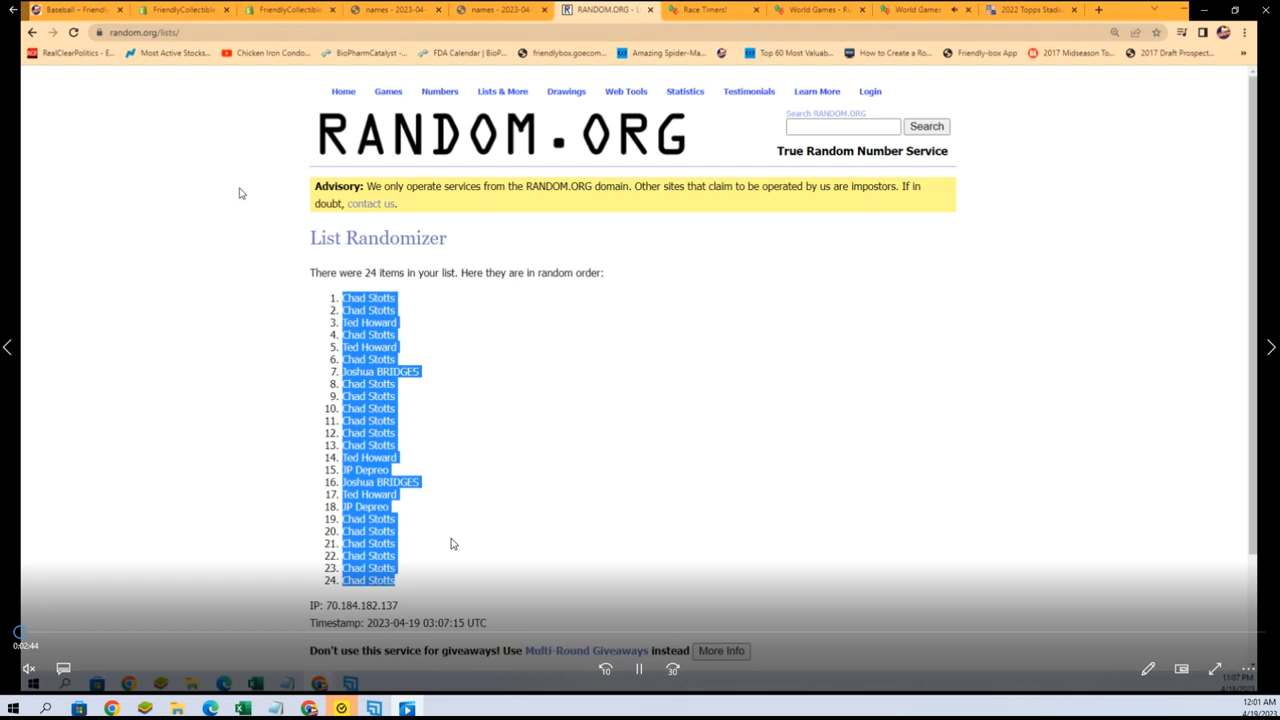 Baseball – Friendly
FriendlyCollectible
FriendlyCollectible
names - 2023-04-
names - 2023-04-
RANDOM.ORG - L
Race Timers!
World Games - R
World Games
2022 Topps Stadiu
random.org/lists/
RealClearPolitics - E...
Most Active Stocks...
Chicken Iron Condo...
BioPharmCatalyst -...
FDA Calendar | BioP...
friendlybox.goecom...
Amazing Spider-Ma...
Top 60 Most Valuab...
How to Create a Ro...
Friendly-box App
2017 Midseason To...
2017 Draft Prospect...
»
Home Games Numbers Lists & More Drawings Web Tools Statistics Testimonials Learn More Login
Search RANDOM.ORG
RANDOM.ORG
Search
True Random Number Service
Advisory: We only operate services from the RANDOM.ORG domain. Other sites that claim to be operated by us are impostors. If in
doubt, contact us.
List Randomizer
There were 24 items in your list. Here they are in random order:
1. Chad Stotts
2. Chad Stotts
3. Ted Howard
4. Chad Stotts
5. Ted Howard
6. Chad Stotts
7. Joshua BRIDGES
8. Chad Stotts
9. Chad Stotts
10. Chad Stotts
11. Chad Stotts
12. Chad Stotts
13. Chad Stotts
14. Ted Howard
15. JP Depreo
16. Joshua BRIDGES
17. Ted Howard
18. JP Depreo
19. Chad Stotts
20. Chad Stotts
21. Chad Stotts
22. Chad Stotts
23. Chad Stotts
24. Chad Stotts
IP: 70.184.182.137
Timestamp: 2023-04-19 03:07:15 UTC
0:02:44
Don't use this service for giveaways! Use Multi-Round Giveaways instead More Info
10
30
11:07 PM
4/18/2023
12:01 AM
4/19/2023